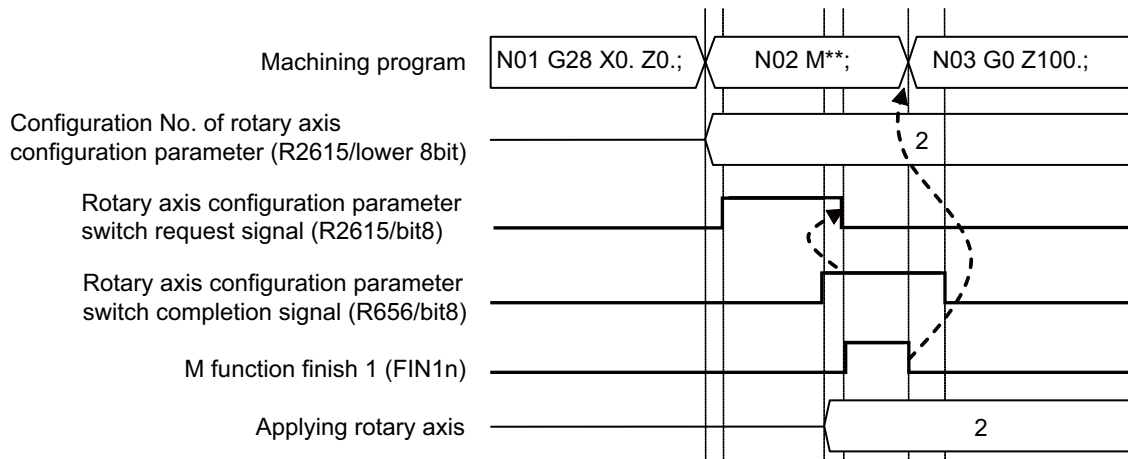 Machining program
N01 G28 X0. Z0.;
N02 M**;
N03 G0 Z100.;
Configuration No. of rotary axis
configuration parameter (R2615/lower 8bit)
2
Rotary axis configuration parameter
switch request signal (R2615/bit8)
Rotary axis configuration parameter
switch completion signal (R656/bit8)
M function finish 1 (FIN1n)
Applying rotary axis
2